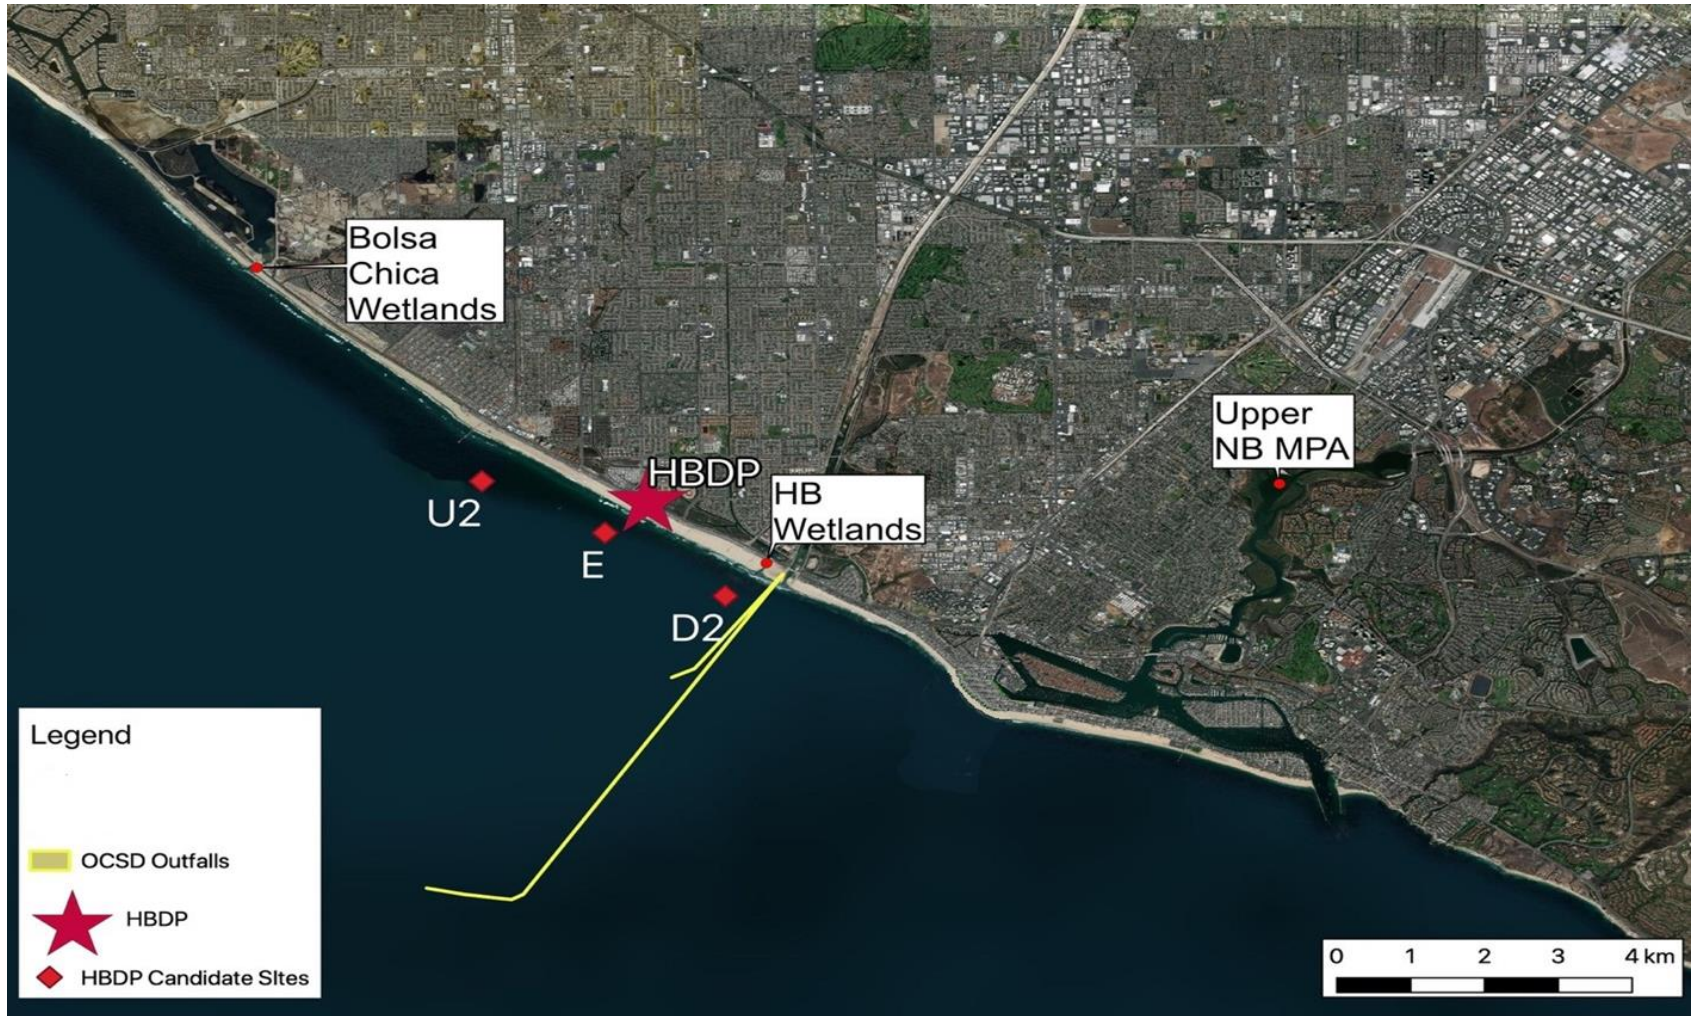 Bolsa
Chica
Wetlands
Upper
NB MPA
HBDP
HB
Wetlands
U2
E
D2
Legend
OCSD Outfalls
HBDP
HBDP Candidate SItes
0 1 2 3 4 km